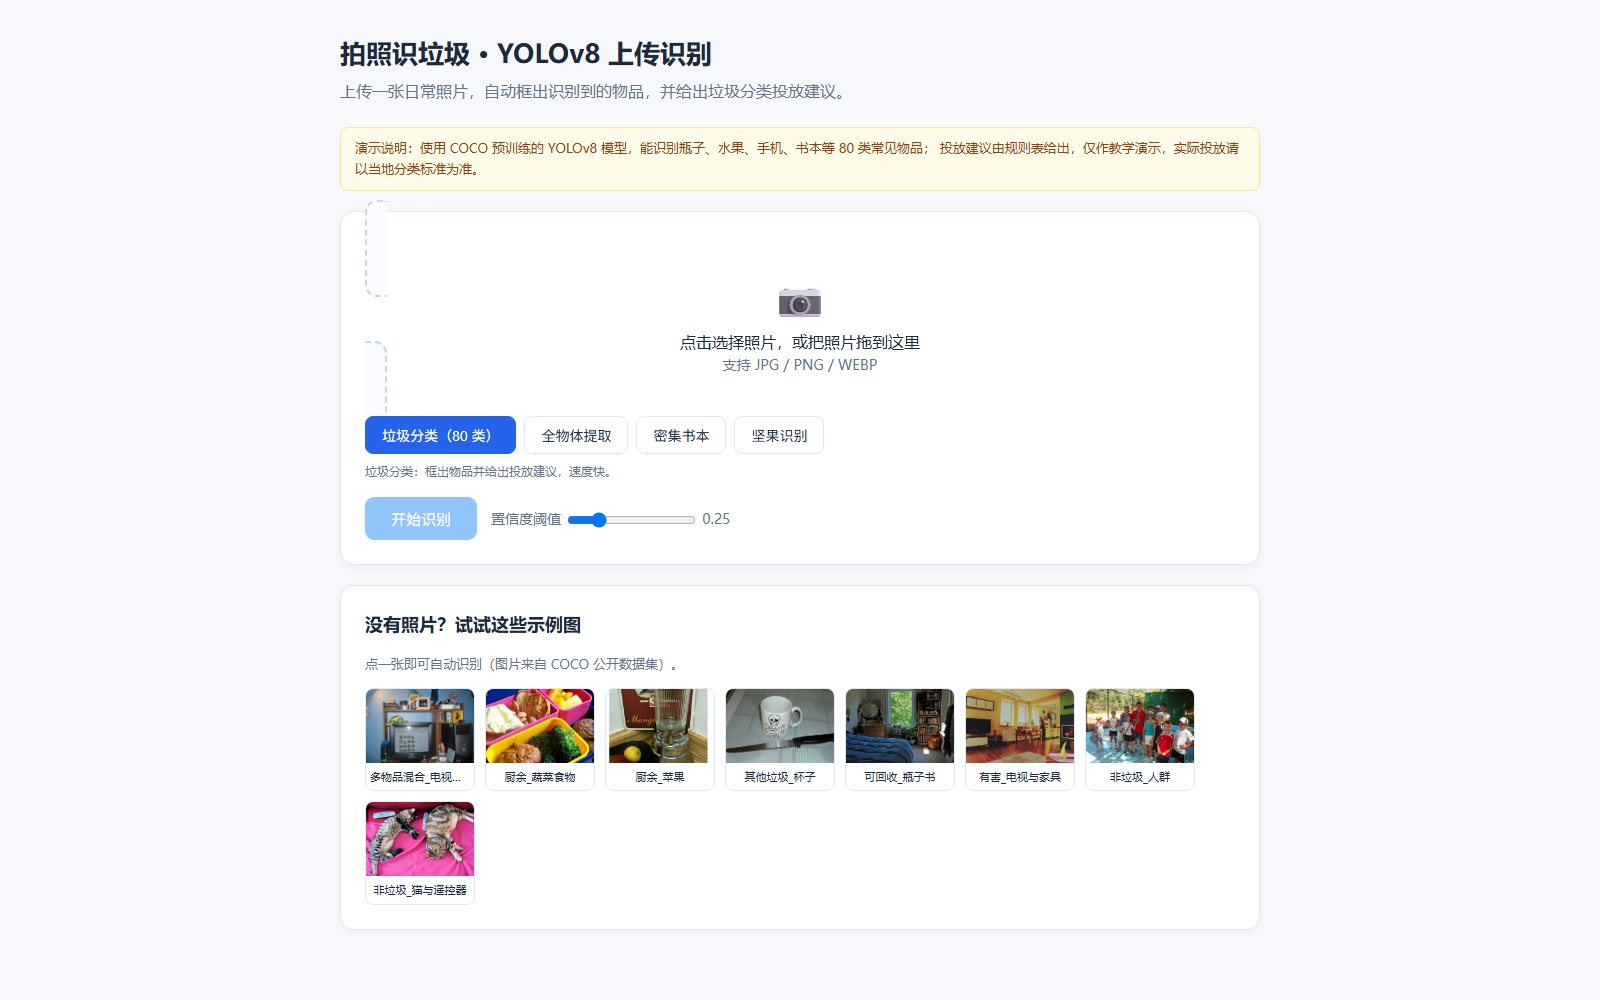 拍照识垃圾 · YOLOv8 上传识别
上传一张日常照片，自动框出识别到的物品，并给出垃圾分类投放建议。
演示说明：使用 COCO 预训练的 YOLOv8 模型，能识别瓶子、水果、手机、书本等 80 类常见物品； 投放建议由规则表给出，仅作教学演示，实际投放请
以当地分类标准为准。
点击选择照片，或把照片拖到这里
支持 JPG / PNG / WEBP
垃圾分类（80 类） 全物体提取 密集书本 坚果识别
垃圾分类：框出物品并给出投放建议，速度快。
开始识别 置信度阈值 0.25
没有照片？试试这些示例图
点一张即可自动识别（图片来自 COCO 公开数据集）。
多物品混合_电视... 厨余_蔬菜食物 厨余_苹果 其他垃圾_杯子 可回收_瓶子书 有害_电视与家具 非垃圾_人群
非垃圾_猫与遥控器